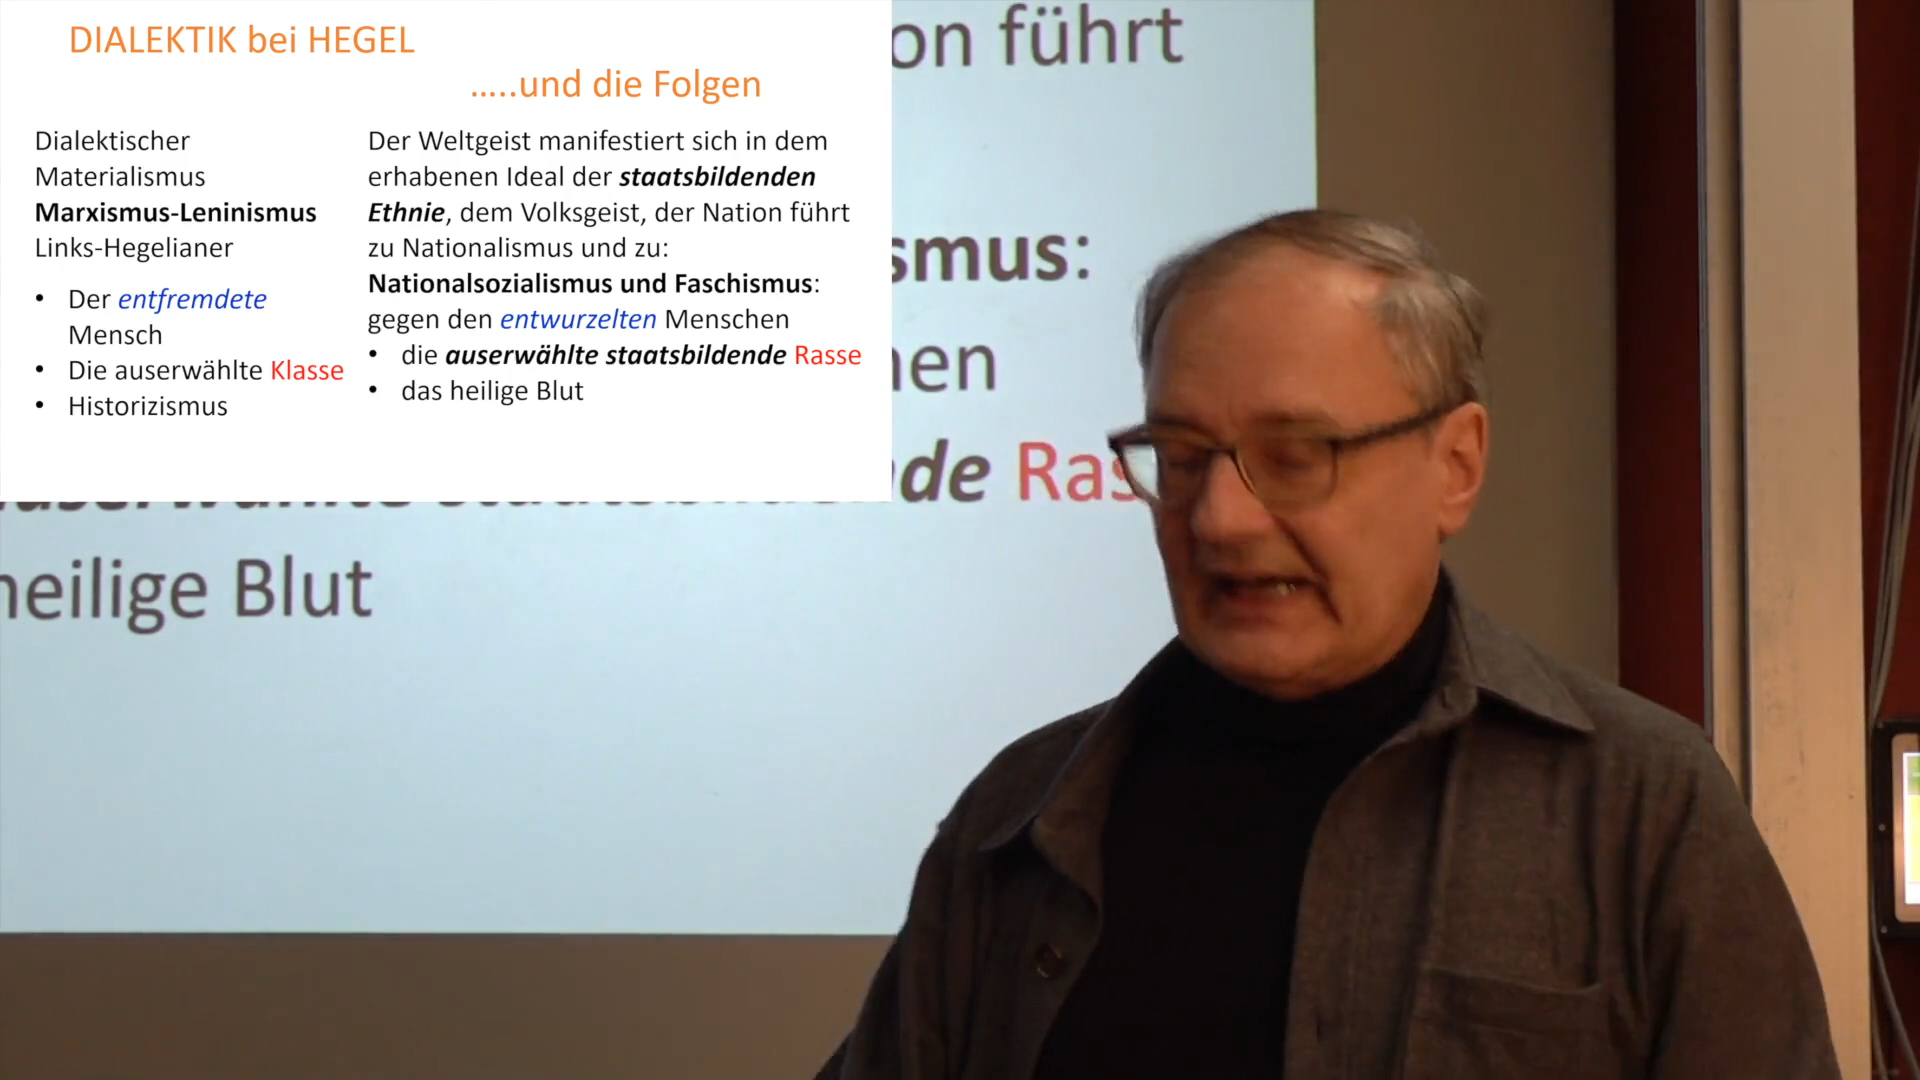 DIALEKTIK bei HEGEL
.....und die Folgen
Dialektischer
Materialismus
Marxismus-Leninismus
Links-Hegelianer
• Der entfremdete
Mensch
• Die auserwählte Klasse
• Historizismus
Der Weltgeist manifestiert sich in dem
erhabenen Ideal der staatsbildenden
Ethnie, dem Volksgeist, der Nation führt
zu Nationalismus und zu:
Nationalsozialismus und Faschismus:
gegen den entwurzelten Menschen
• die auserwählte staatsbildende Rasse
• das heilige Blut
on führt
smus:
nen
de Ras
heilige Blut